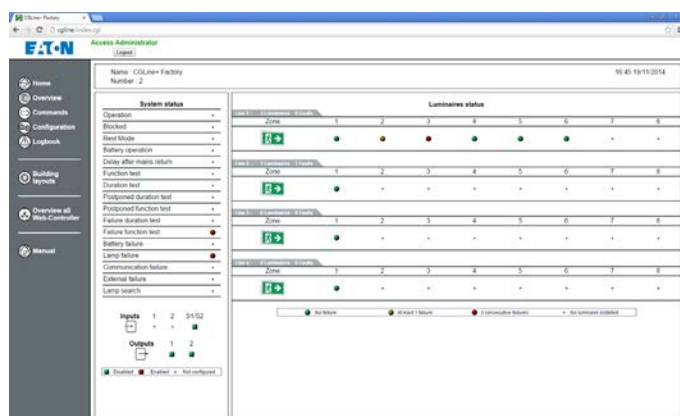 CGLine+ Factory
cgline/index.cgi
EATON
Access Administrator
Logout
Name : CGLine+ Factory
Number : 2
16:45 19/11/2014
Home
Overview
Commands
Configuration
Logbook
Building layouts
Overview all Web-Controller
Manual
System status
Operation
Blocked
Rest Mode
Battery operation
Delay after mains return
Function test
Duration test
Postponed duration test
Postponed function test
Failure duration test
Failure function test
Battery failure
Lamp failure
Communication failure
External failure
Lamp search
Inputs 1 2 S1/S2
Outputs 1 2
Disabled Enabled Not configured
Luminaires status
Zone 1 2 3 4 5 6 7 8
Zone 1 2 3 4 5 6 7 8
Zone 1 2 3 4 5 6 7 8
Zone 1 2 3 4 5 6 7 8
No failure At least 1 failure 3 consecutive failures No luminaire installed